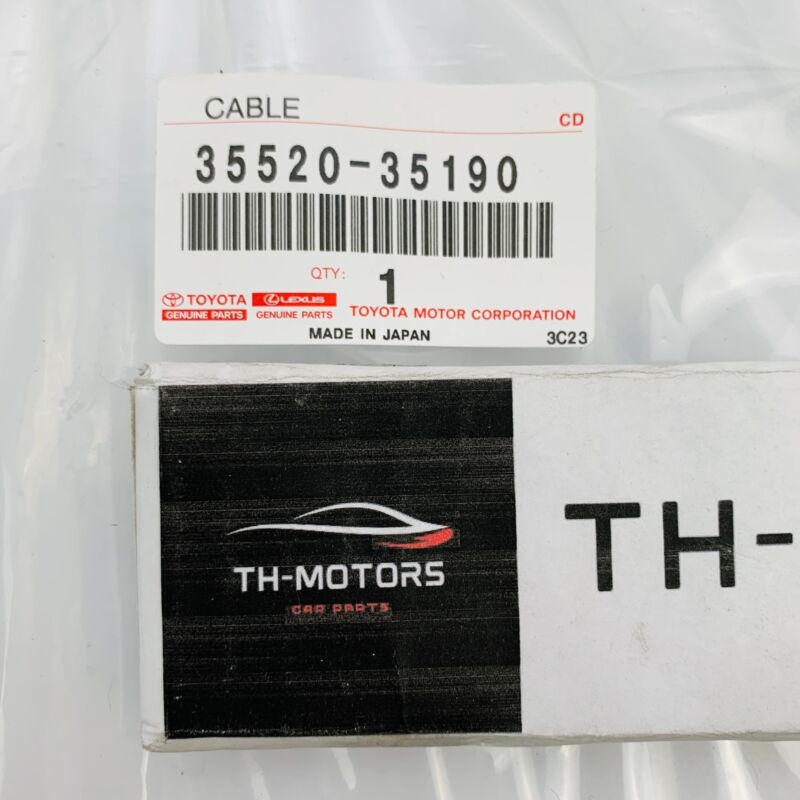 CABLE
CD
35520-35190
QTY: 1
TOYOTA LEXUS
GENUINE PARTS GENUINE PARTS TOYOTA MOTOR CORPORATION
MADE IN JAPAN 3C23
TH-MOTORS
CAR PARTS
TH-